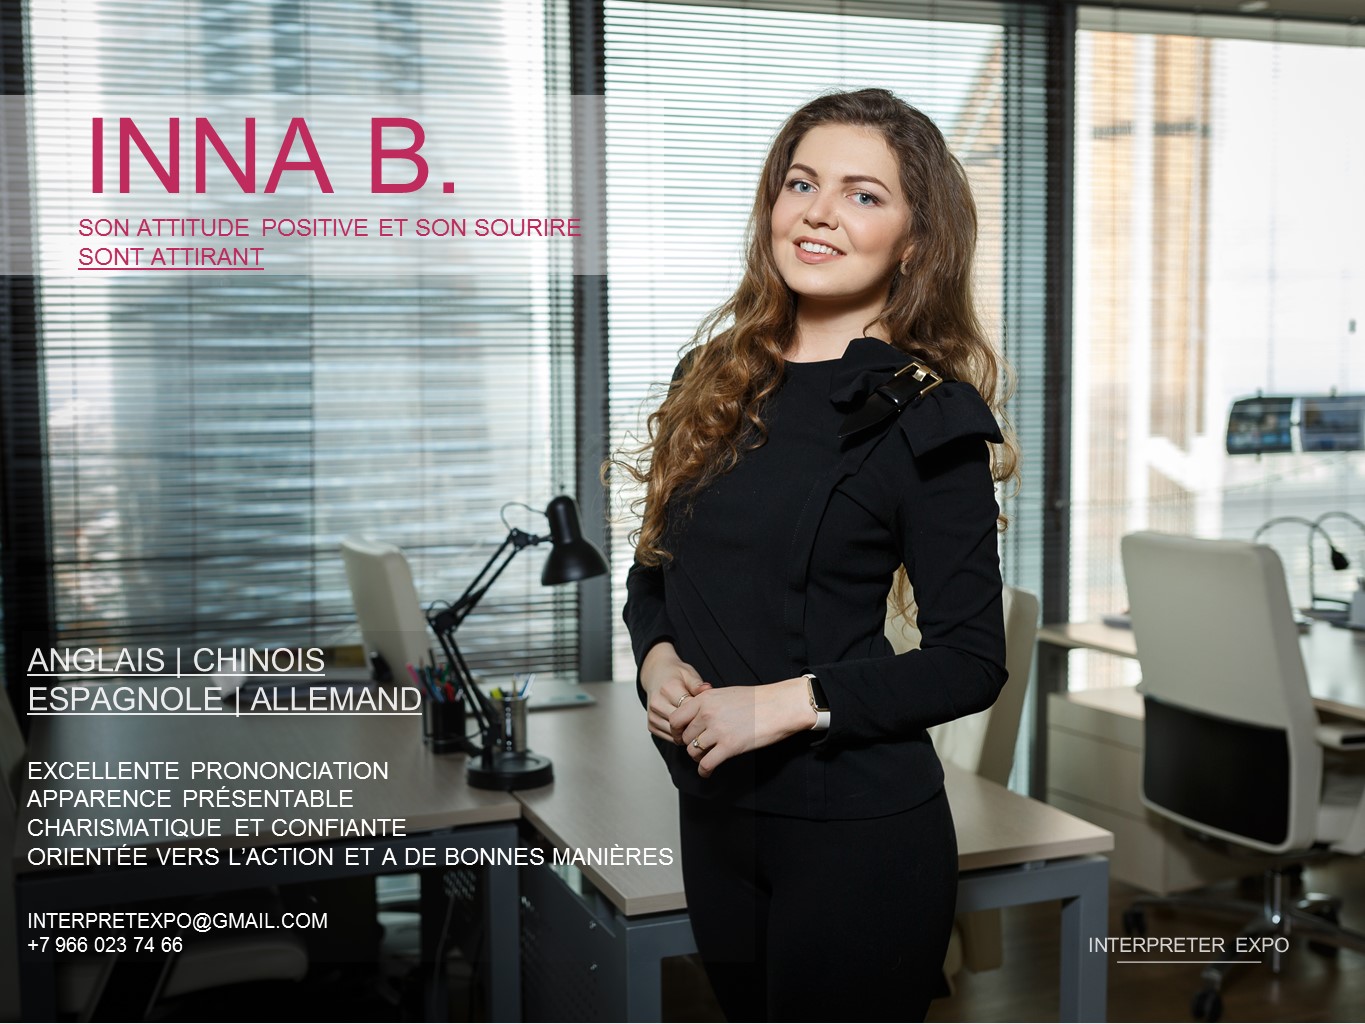 INNA B.
SON ATTITUDE POSITIVE ET SON SOURIRE
SONT ATTIRANT
ANGLAIS | CHINOIS
ESPAGNOLE | ALLEMAND
EXCELLENTE PRONONCIATION
APPARENCE PRÉSENTABLE
CHARISMATIQUE ET CONFIANTE
ORIENTÉE VERS L’ACTION ET A DE BONNES MANIÈRES
INTERPRETEXPO@GMAIL.COM
+7 966 023 74 66
INTERPRETER EXPO